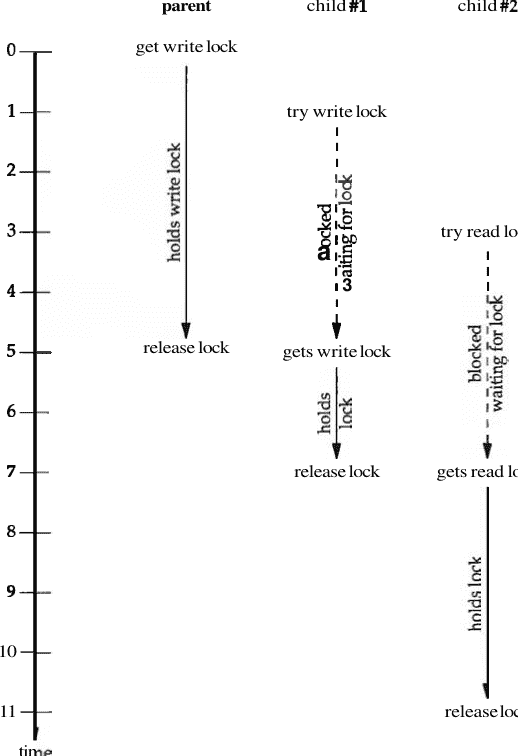 parent child #1 child #2
0 get write lock
holds write lock
1 try write lock
2
waiting for lock
3 try read lo
4
blocked
waiting for lock
5 release lock gets write lock
6
holds
lock
7 release lock gets read lo
8
9
holds lock
10
11 release loc
time